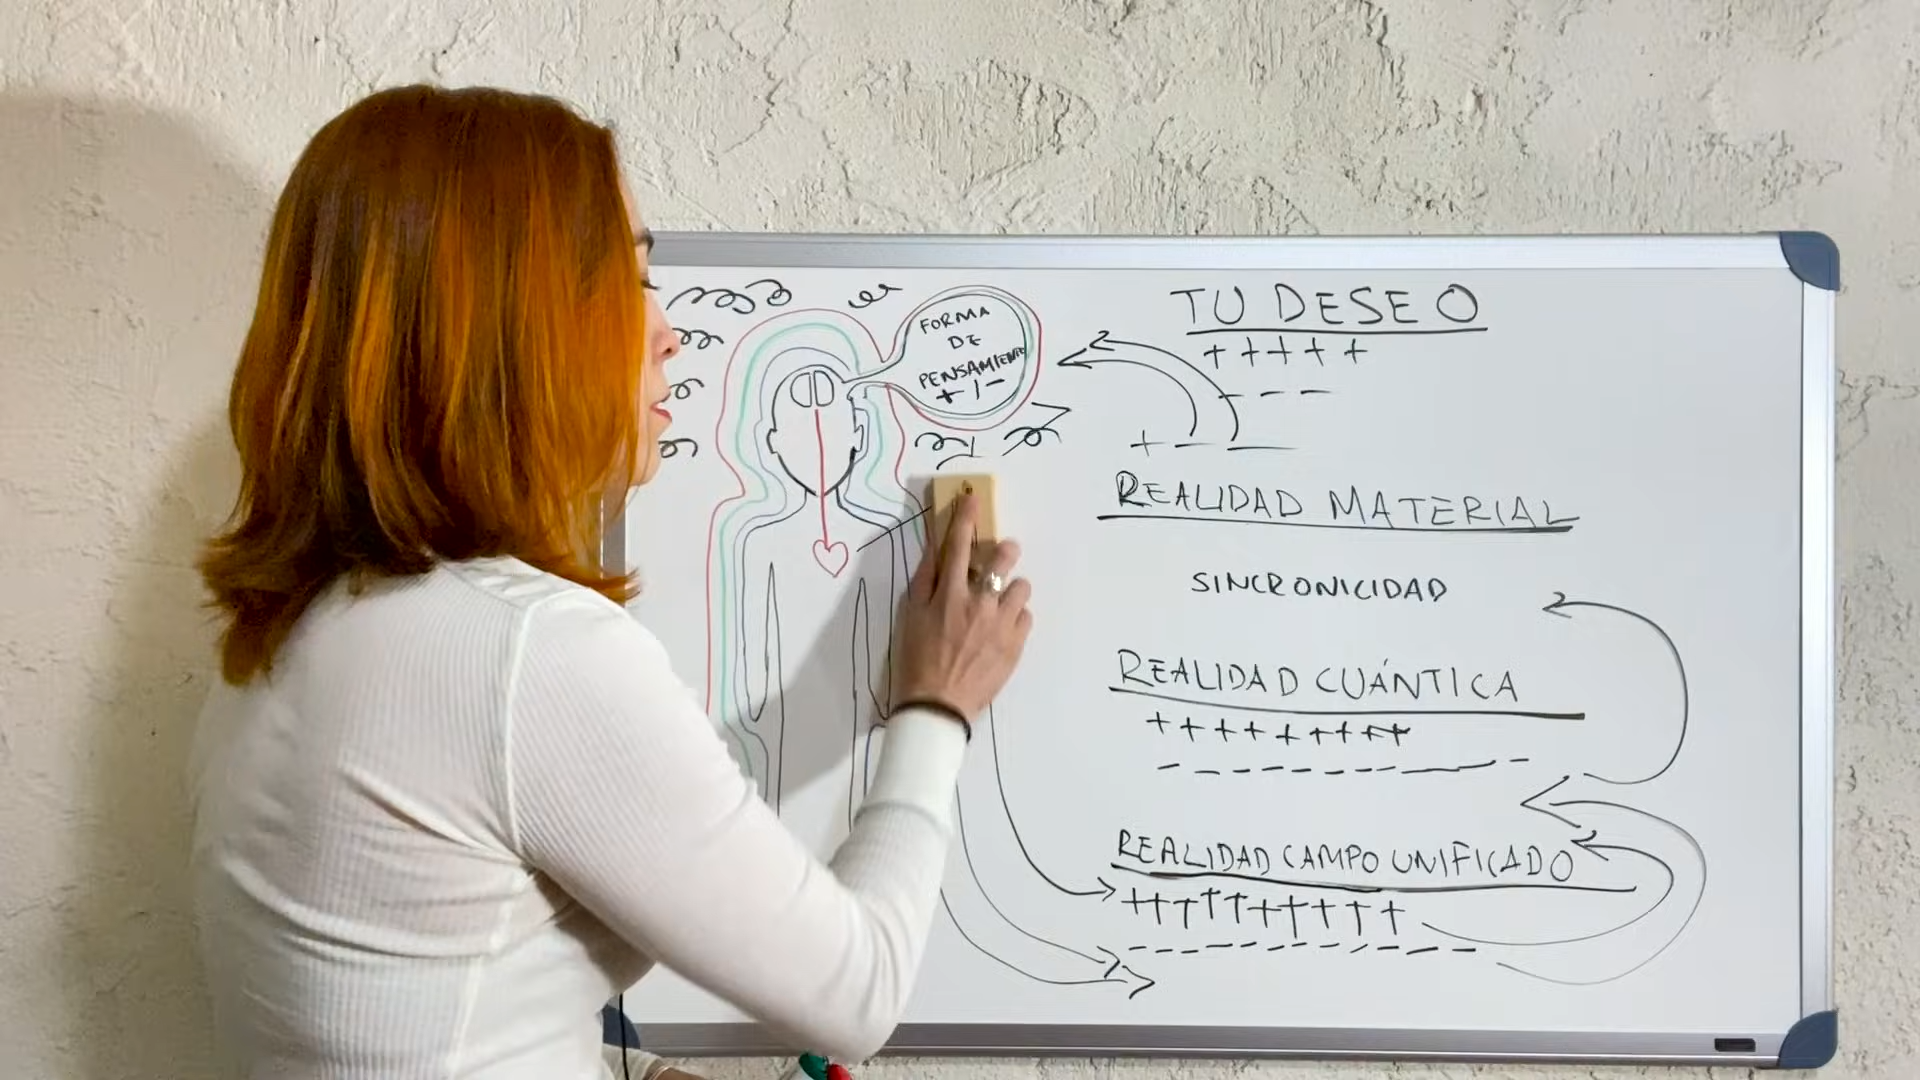 FORMA
DE
PENSAMIENTO
+ / -
TU DESEO
+ + + + +
- - -
+ - -
REALIDAD MATERIAL
SINCRONICIDAD
REALIDAD CUÁNTICA
+ + + + + + + + +
- - - - - - - - - -
REALIDAD CAMPO UNIFICADO
+ + + + + + + + + +
- - - - - - - - - -